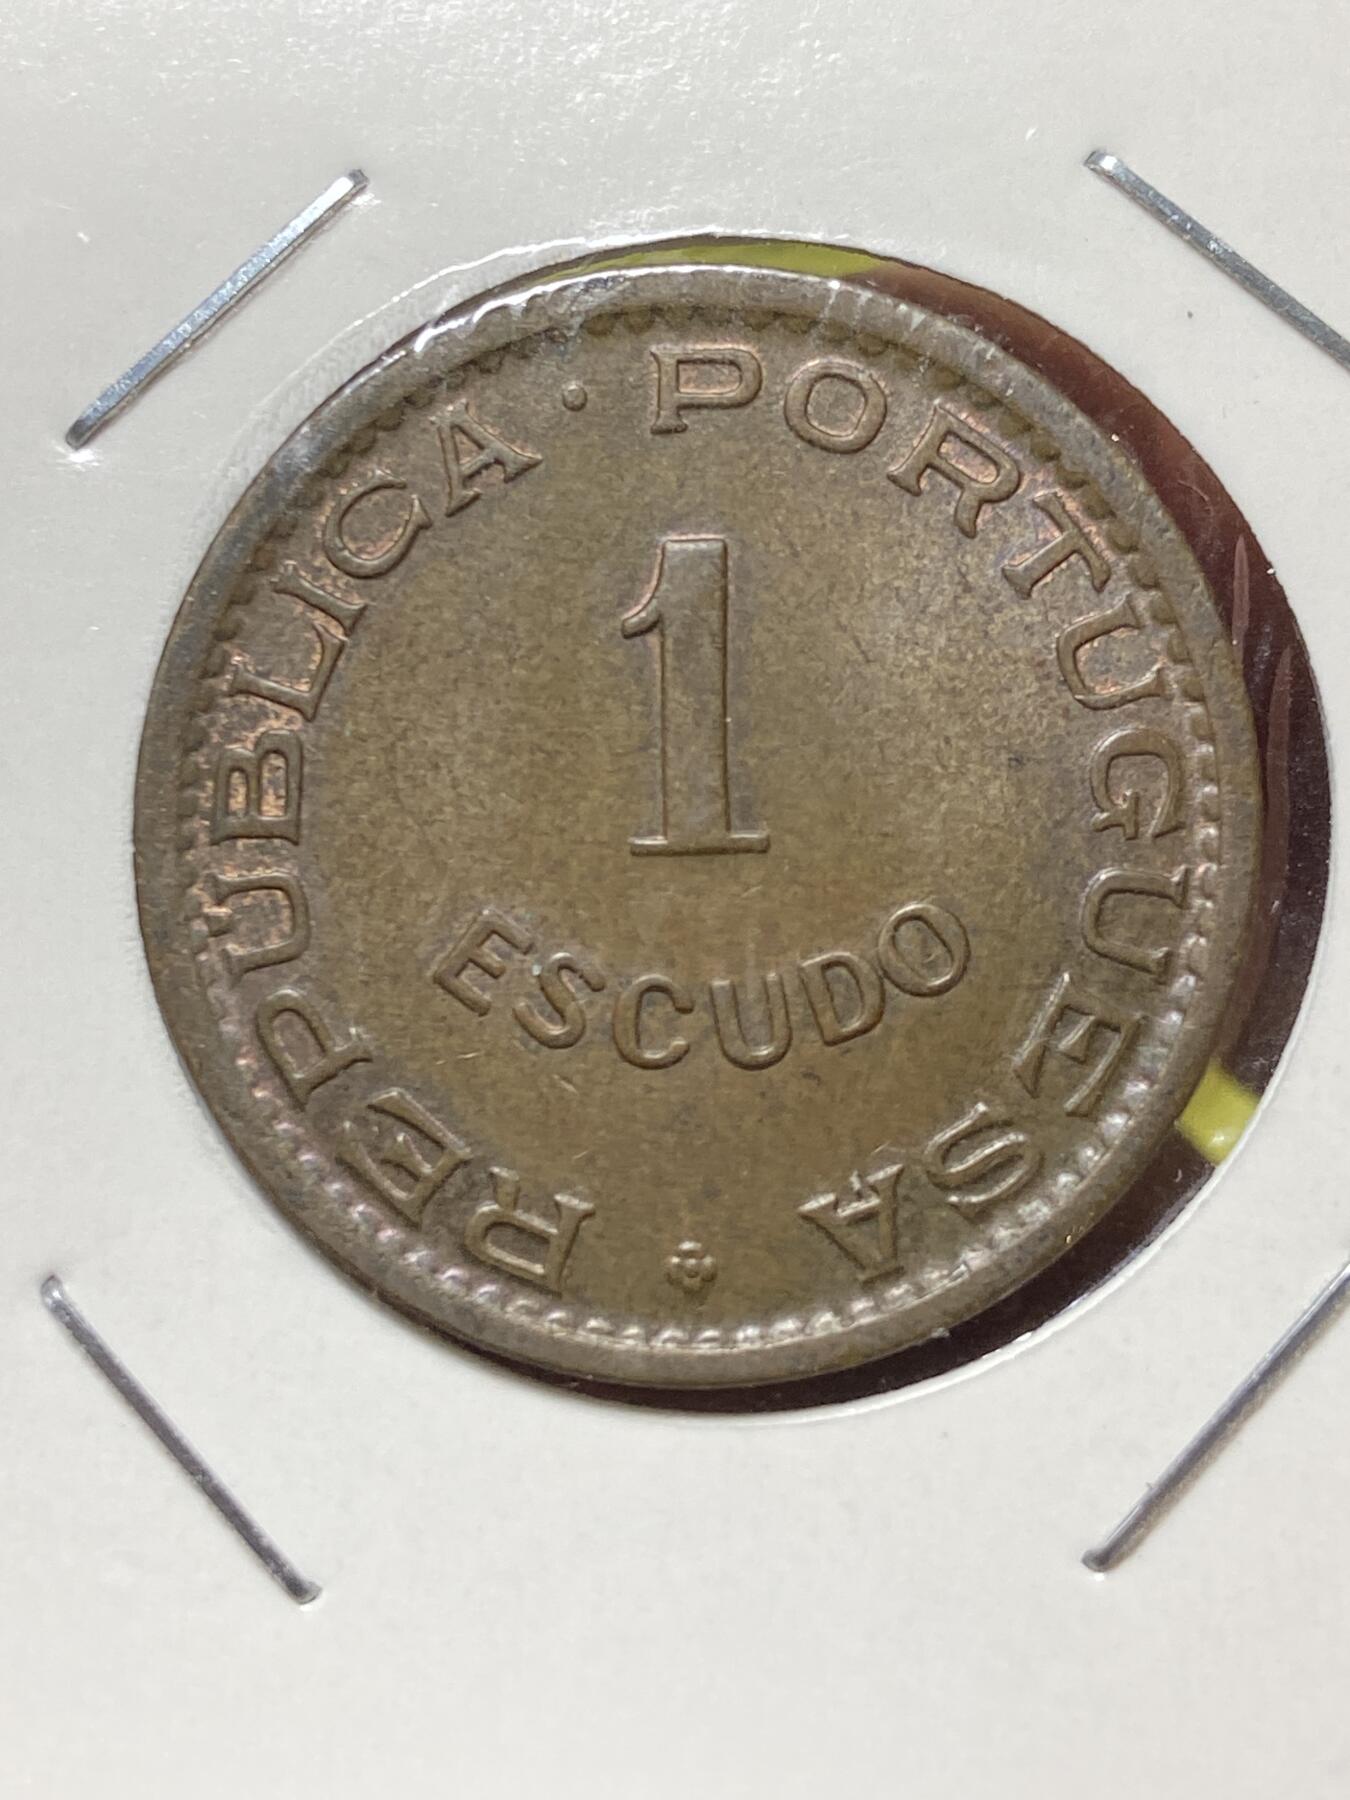 REPUBLICA · PORTUGUESA
1
ESCUDO